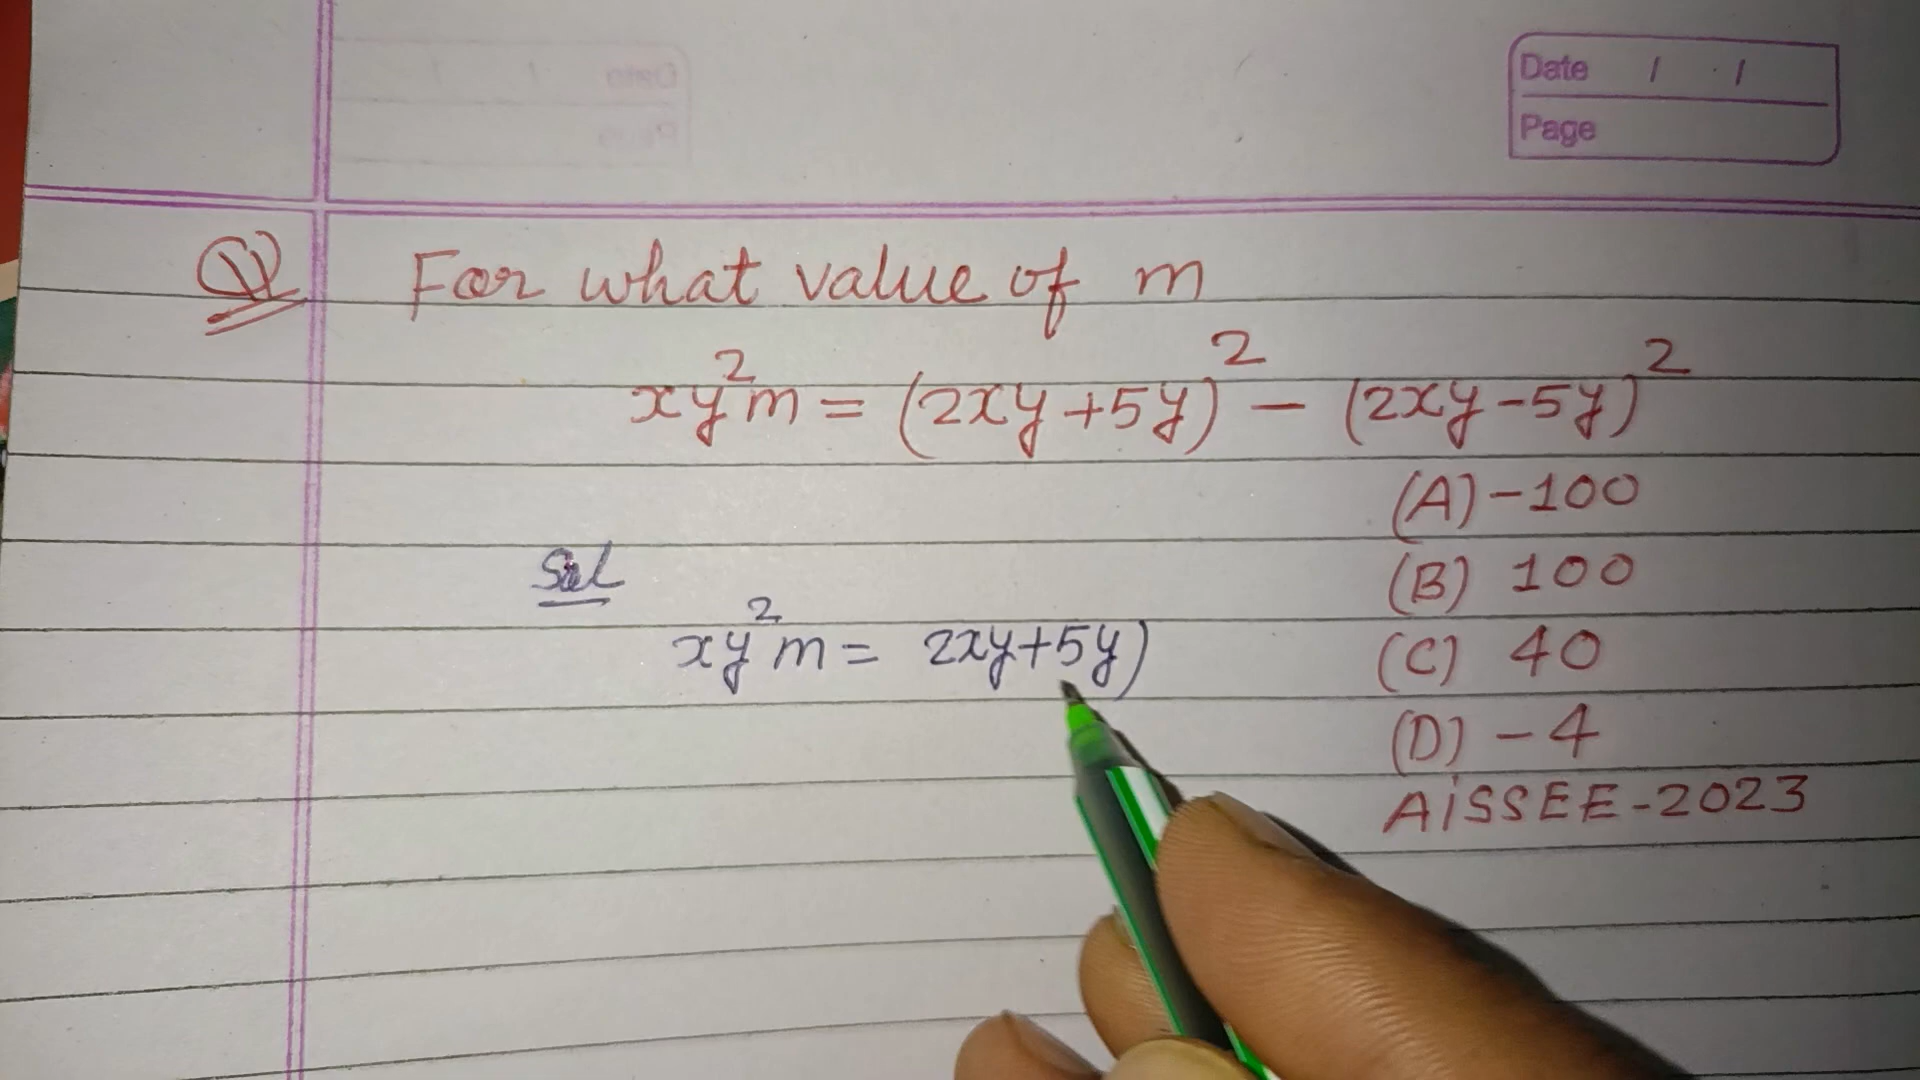 Date / /
Page
Q For what value of m
xy²m = (2xy+5y)² - (2xy-5y)²
(A) -100
(B) 100
Sol
xy²m = 2xy+5y)
(C) 40
(D) -4
AiSSEE-2023